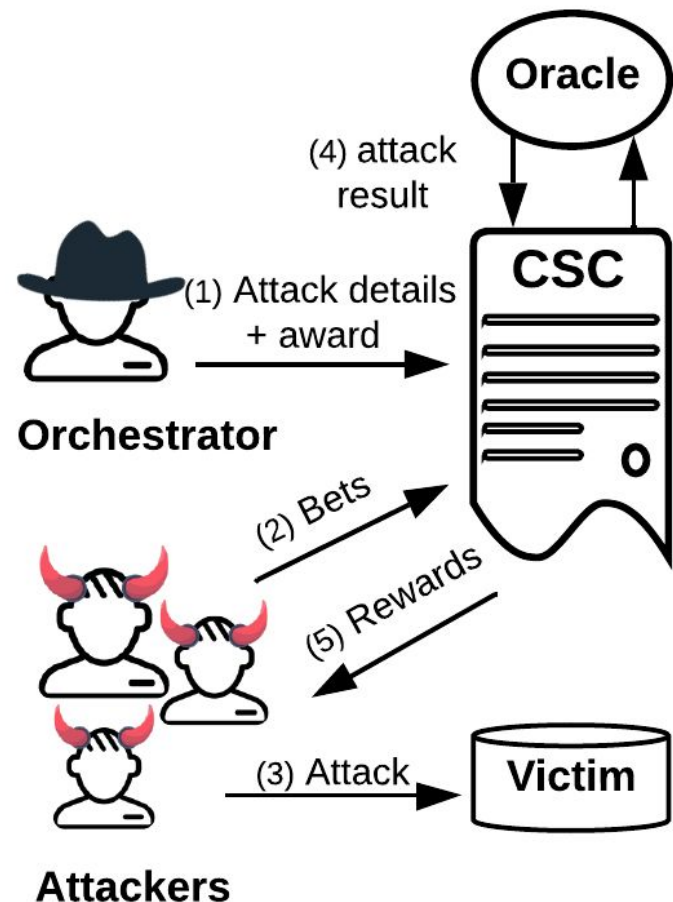 Oracle
(4) attack
result
CSC
(1) Attack details
+ award
Orchestrator
(2) Bets
(5) Rewards
(3) Attack
Victim
Attackers